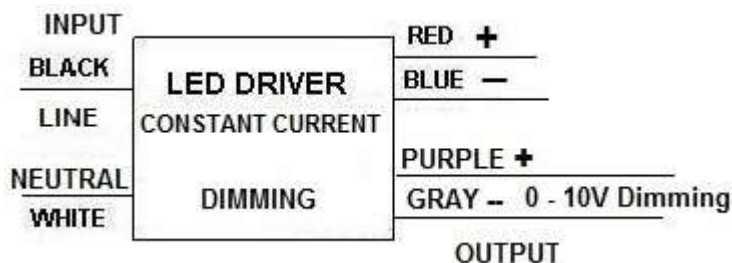 INPUT
BLACK
LINE
NEUTRAL
WHITE
LED DRIVER
CONSTANT CURRENT
DIMMING
RED +
BLUE –
PURPLE +
GRAY – 0 - 10V Dimming
OUTPUT